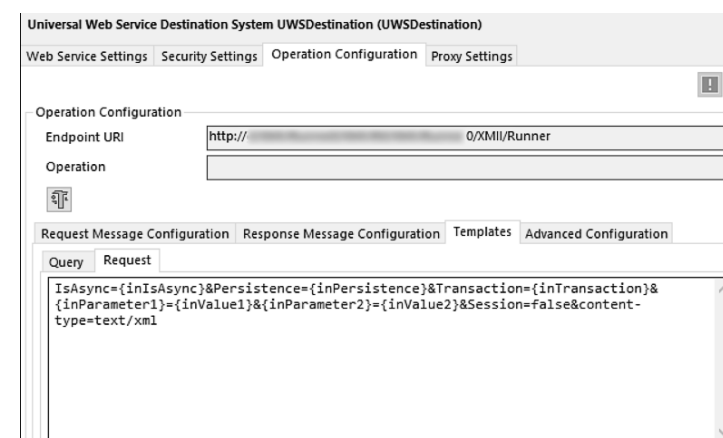 Universal Web Service Destination System UWSDestination (UWSDestination)
Web Service Settings Security Settings Operation Configuration Proxy Settings
Operation Configuration
Endpoint URI http:// 0/XMII/Runner
Operation
Request Message Configuration Response Message Configuration Templates Advanced Configuration
Query Request
IsAsync={inIsAsync}&Persistence={inPersistence}&Transaction={inTransaction}&
{inParameter1}={inValue1}&{inParameter2}={inValue2}&Session=false&content-
type=text/xml